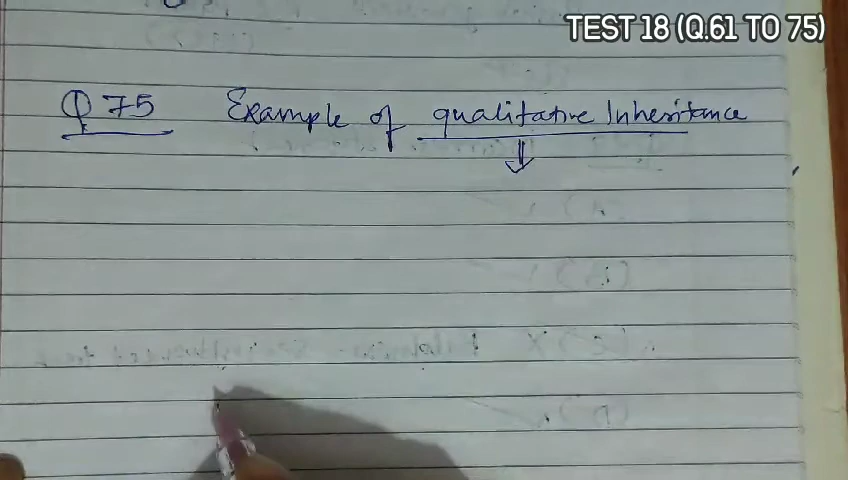 TEST 18 (Q.61 TO 75)
Q 75 Example of qualitative Inheritance